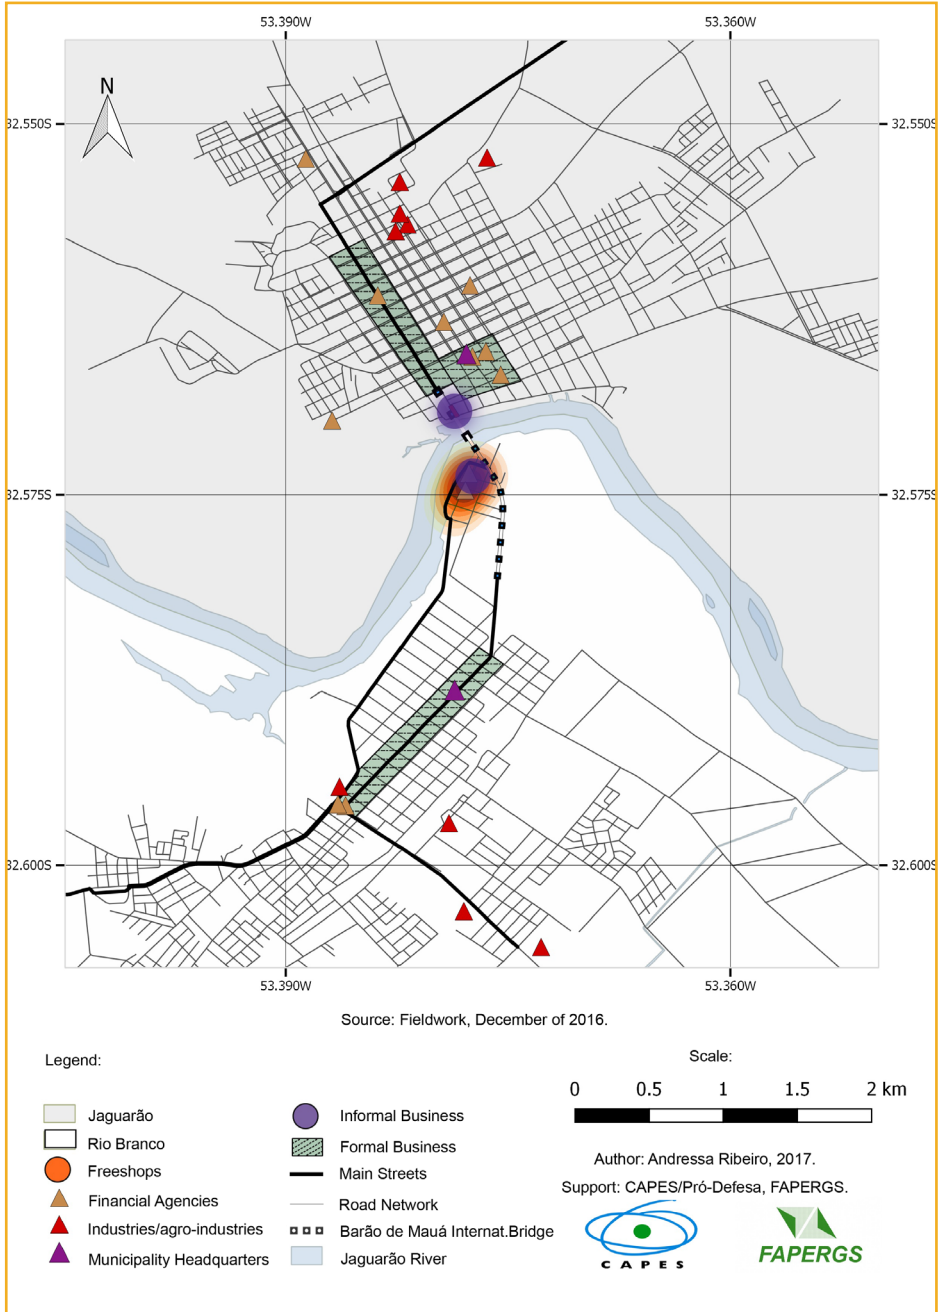 53.390W 53.360W
N
32.550S 32.550S
32.575S 32.575S
32.600S 32.600S
53.390W 53.360W
Source: Fieldwork, December of 2016.
Legend:
Jaguarão
Rio Branco
Freeshops
Financial Agencies
Industries/agro-industries
Municipality Headquarters
Informal Business
Formal Business
Main Streets
Road Network
Barão de Mauá Internat.Bridge
Jaguarão River
Scale:
0 0.5 1 1.5 2 km
Author: Andressa Ribeiro, 2017.
Support: CAPES/Pró-Defesa, FAPERGS.
CAPES
FAPERGS